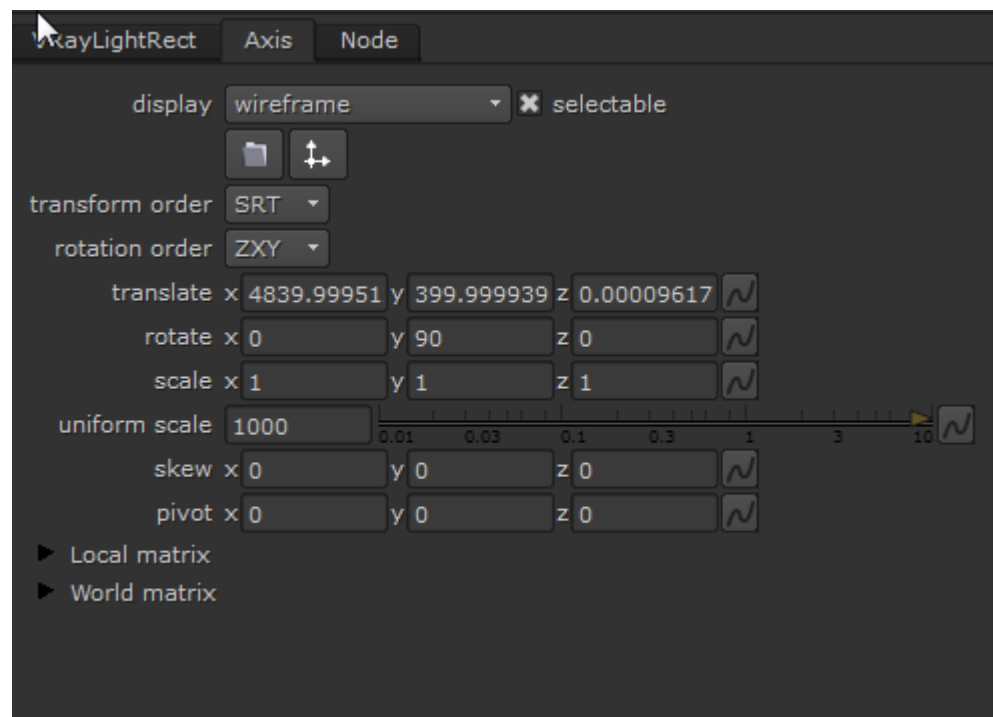 VRayLightRect Axis Node
display wireframe selectable
transform order SRT
rotation order ZXY
translate x 4839.99951 y 399.999939 z 0.00009617
rotate x 0 y 90 z 0
scale x 1 y 1 z 1
uniform scale 1000 0.01 0.03 0.1 0.3 1 3 10
skew x 0 y 0 z 0
pivot x 0 y 0 z 0
Local matrix
World matrix